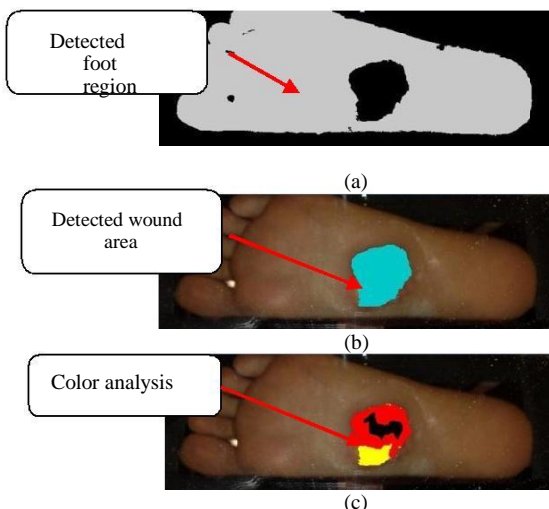 Detected
foot
region
(a)
Detected wound
area
(b)
Color analysis
(c)